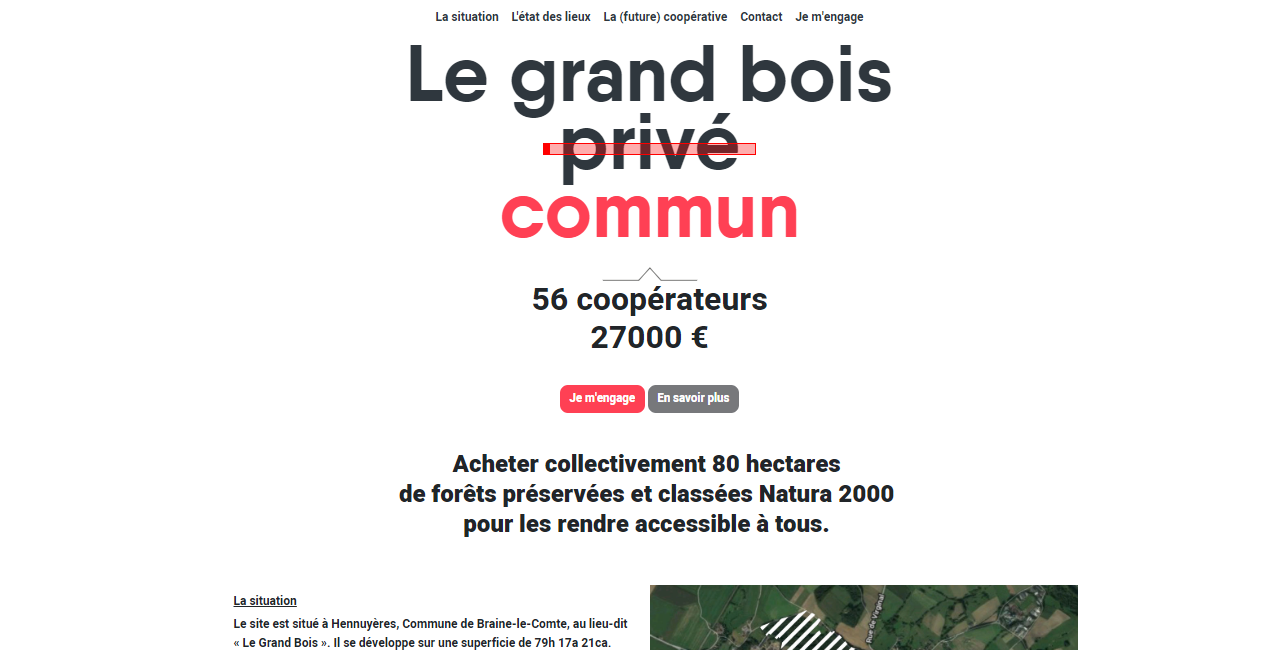 La situation L'état des lieux La (future) coopérative Contact Je m'engage
Le grand bois
privé
commun
56 coopérateurs
27000 €
Je m'engage En savoir plus
Acheter collectivement 80 hectares
de forêts préservées et classées Natura 2000
pour les rendre accessible à tous.
La situation
Le site est situé à Hennuyères, Commune de Braine-le-Comte, au lieu-dit
« Le Grand Bois ». Il se développe sur une superficie de 79h 17a 21ca.
Rue de Virginal